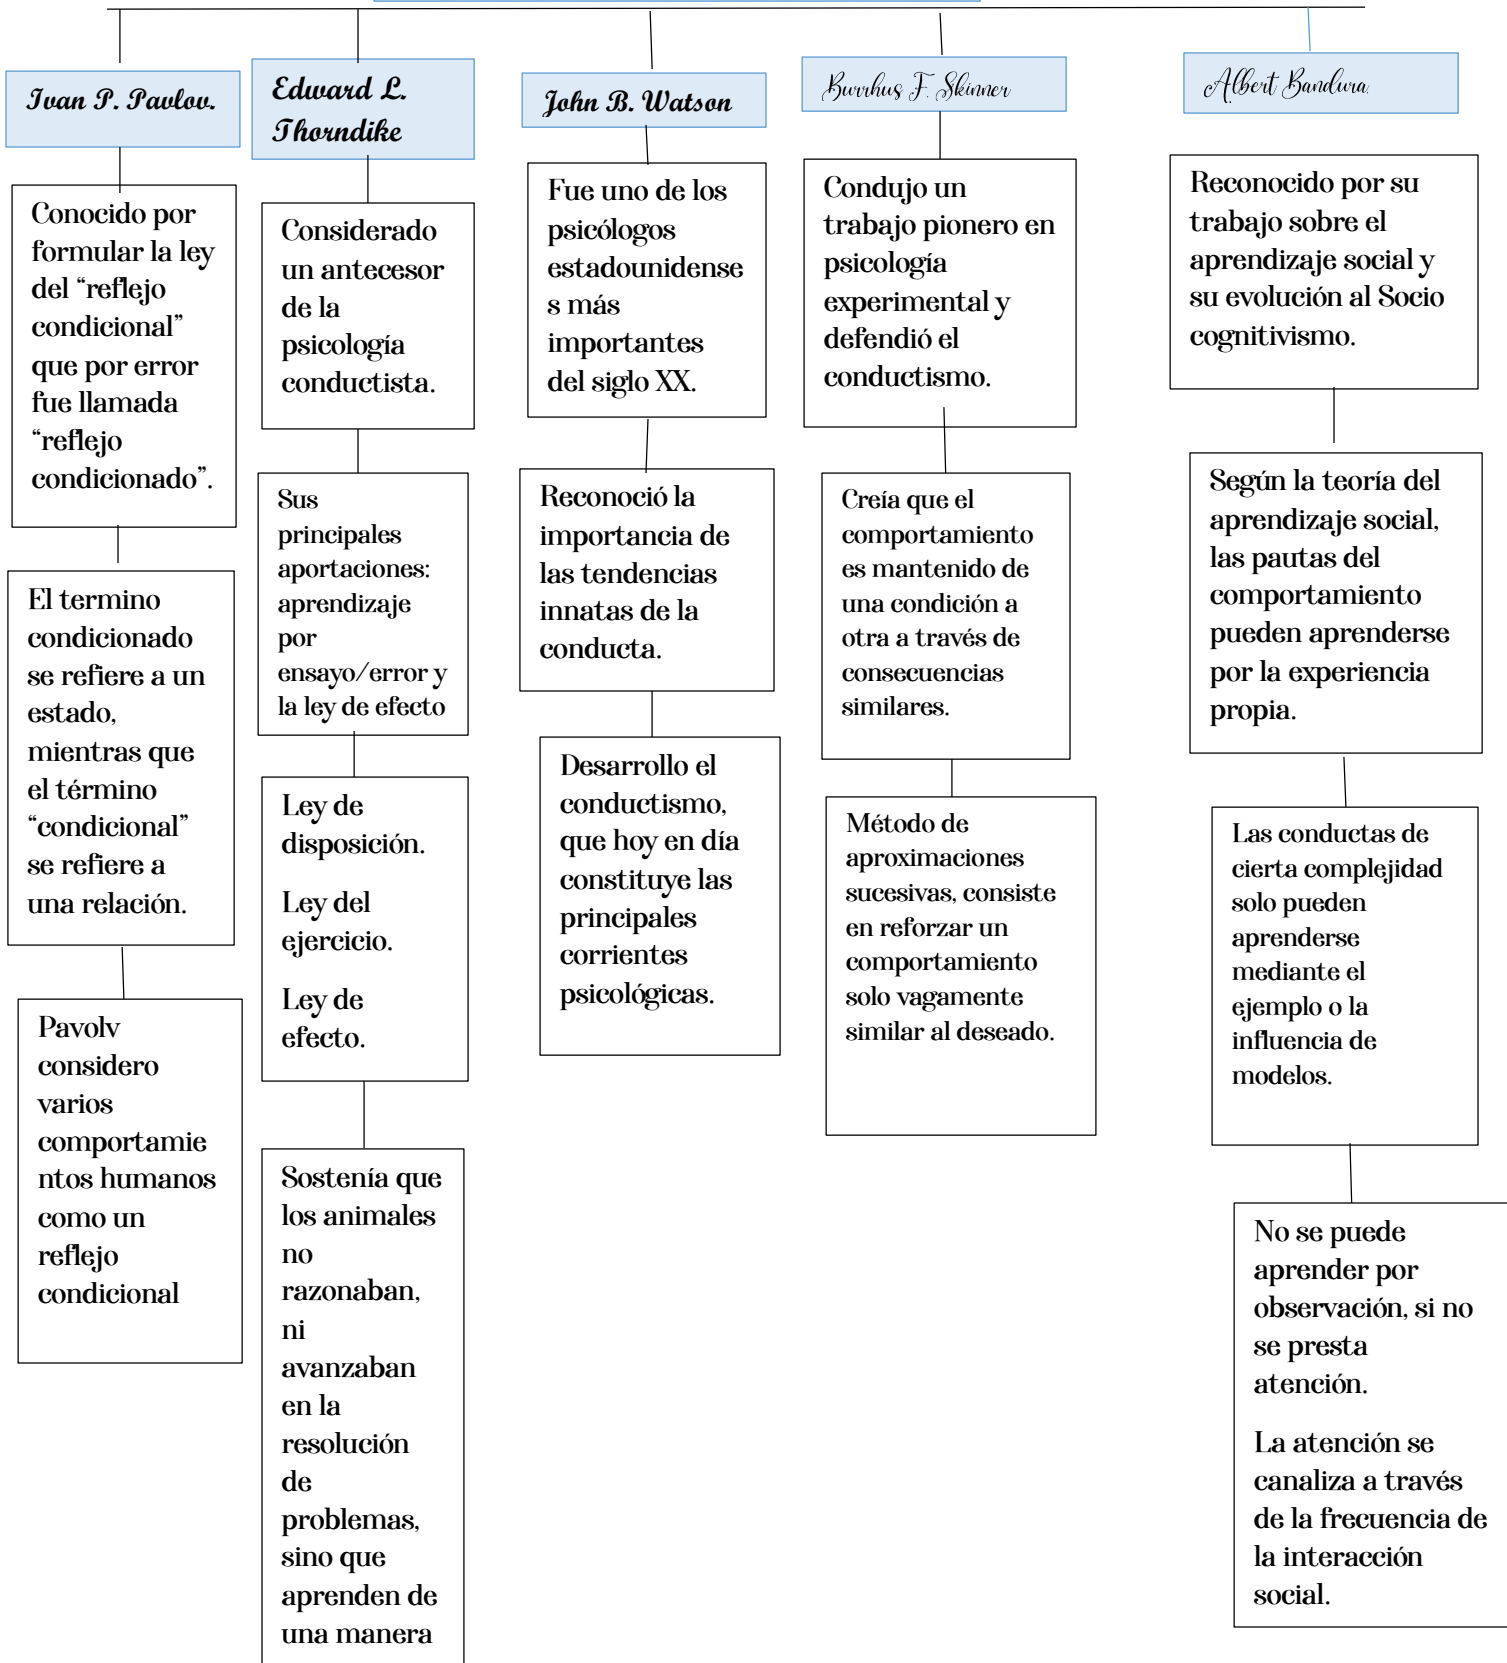 Ivan P. Pavlov.
Conocido por
formular la ley
del “reflejo
condicional”
que por error
fue llamada
“reflejo
condicionado”.
El termino
condicionado
se refiere a un
estado,
mientras que
el término
“condicional”
se refiere a
una relación.
Pavolv
considero
varios
comportamie
ntos humanos
como un
reflejo
condicional
Edward L.
Thorndike
Considerado
un antecesor
de la
psicología
conductista.
Sus
principales
aportaciones:
aprendizaje
por
ensayo/error y
la ley de efecto
Ley de
disposición.
Ley del
ejercicio.
Ley de
efecto.
Sostenía que
los animales
no
razonaban,
ni
avanzaban
en la
resolución
de
problemas,
sino que
aprenden de
una manera
John B. Watson
Fue uno de los
psicólogos
estadounidense
s más
importantes
del siglo XX.
Reconoció la
importancia de
las tendencias
innatas de la
conducta.
Desarrollo el
conductismo,
que hoy en día
constituye las
principales
corrientes
psicológicas.
Burrhus F. Skinner
Condujo un
trabajo pionero en
psicología
experimental y
defendió el
conductismo.
Creía que el
comportamiento
es mantenido de
una condición a
otra a través de
consecuencias
similares.
Método de
aproximaciones
sucesivas, consiste
en reforzar un
comportamiento
solo vagamente
similar al deseado.
Albert Bandura.
Reconocido por su
trabajo sobre el
aprendizaje social y
su evolución al Socio
cognitivismo.
Según la teoría del
aprendizaje social,
las pautas del
comportamiento
pueden aprenderse
por la experiencia
propia.
Las conductas de
cierta complejidad
solo pueden
aprenderse
mediante el
ejemplo o la
influencia de
modelos.
No se puede
aprender por
observación, si no
se presta
atención.
La atención se
canaliza a través
de la frecuencia de
la interacción
social.